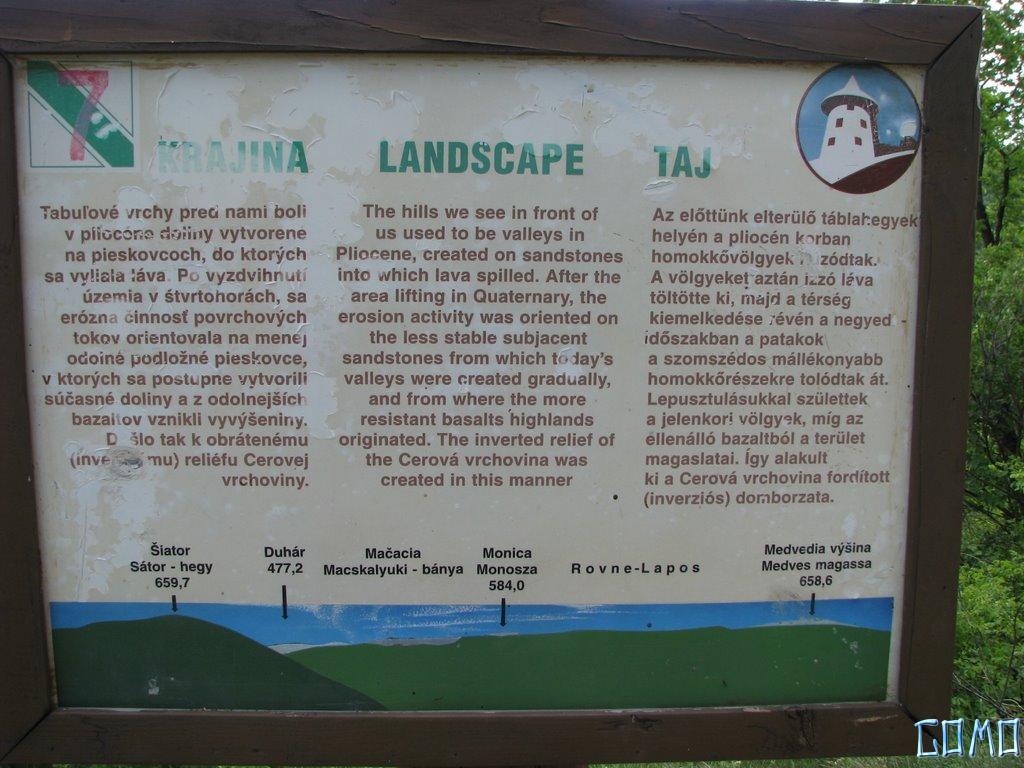 7
KRAJINA
Tabuľové vrchy pred nami boli
v pliocéne doliny vytvorené
na pieskovcoch, do ktorých
sa vyliala láva. Po vyzdvihnutí
územia v štvrtohorách, sa
erózna činnosť povrchových
tokov orientovala na menej
odolné podložné pieskovce,
v ktorých sa postupne vytvorili
súčasné doliny a z odolnejších
bazaltov vznikli vyvýšeniny.
Došlo tak k obrátenému
reliéfu Cerovej
vrchoviny.
LANDSCAPE
The hills we see in front of
us used to be valleys in
Pliocene, created on sandstones
into which lava spilled. After the
area lifting in Quaternary, the
erosion activity was oriented on
the less stable subjacent
sandstones from which today's
valleys were created gradually,
and from where the more
resistant basalts highlands
originated. The inverted relief of
the Cerová vrchovina was
created in this manner
TAJ
Az előttünk elterülő táblahegyek
helyén a pliocén korban
homokkővölgyek húzódtak.
A völgyeket aztán izzó láva
töltötte ki, majd a térség
kiemelkedése révén a negyed
időszakban a patakok
a szomszédos mállékonyabb
homokkőrészekre tolódtak át.
Lepusztulásukkal születtek
a jelenkori völgyek, míg az
ellenálló bazaltból a terület
magaslatai. Így alakult
ki a Cerová vrchovina fordított
(inverziós) domborzata.
Šiator
Sátor - hegy
659,7
Duhár
477,2
Mačacia
Macskalyuki - bánya
Monica
Monosza
584,0
Rovne-Lapos
Medvedia výšina
Medves magassa
658,6
GOMO